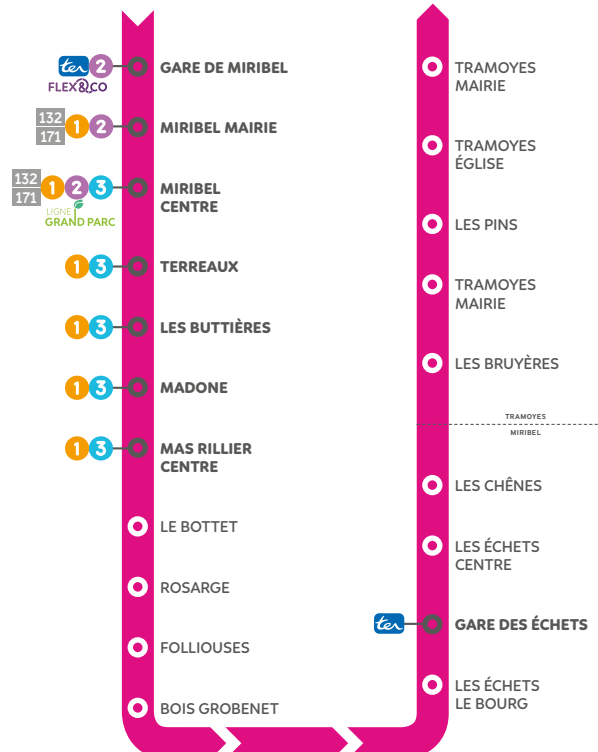 ter 2 GARE DE MIRIBEL
FLEX&CO
132
171
1 2 MIRIBEL MAIRIE
132
171
1 2 3 MIRIBEL
CENTRE
LIGNE
GRAND PARC
1 3 TERREAUX
1 3 LES BUTTIÈRES
1 3 MADONE
1 3 MAS RILLIER
CENTRE
LE BOTTET
ROSARGE
FOLLIOUSES
BOIS GROBENET
TRAMOYES
MAIRIE
TRAMOYES
ÉGLISE
LES PINS
TRAMOYES
MAIRIE
LES BRUYÈRES
TRAMOYES
MIRIBEL
LES CHÊNES
LES ÉCHETS
CENTRE
ter GARE DES ÉCHETS
LES ÉCHETS
LE BOURG